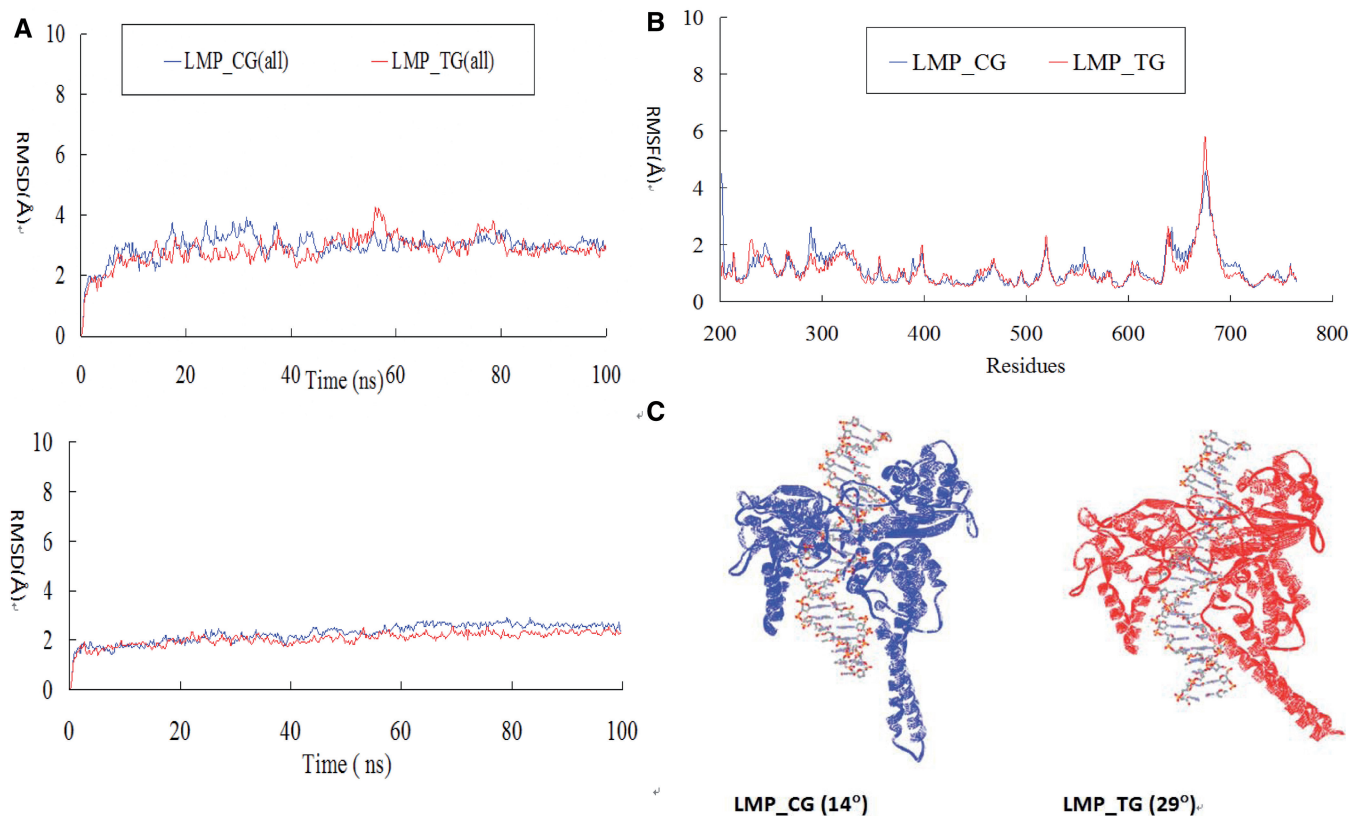 A
LMP_CG(all) LMP_TG(all)
10
8
6
4
2
0
RMSD(Å)↵
0 20 40 60 80 100
Time (ns)
↵
B
LMP_CG LMP_TG
10
8
6
4
2
0
RMSF(Å)↵
200 300 400 500 600 700 800
Residues
10
8
6
4
2
0
RMSD(Å)↵
0 20 40 60 80 100
Time ( ns)
↵
C
LMP_CG (14°)
LMP_TG (29°)↵